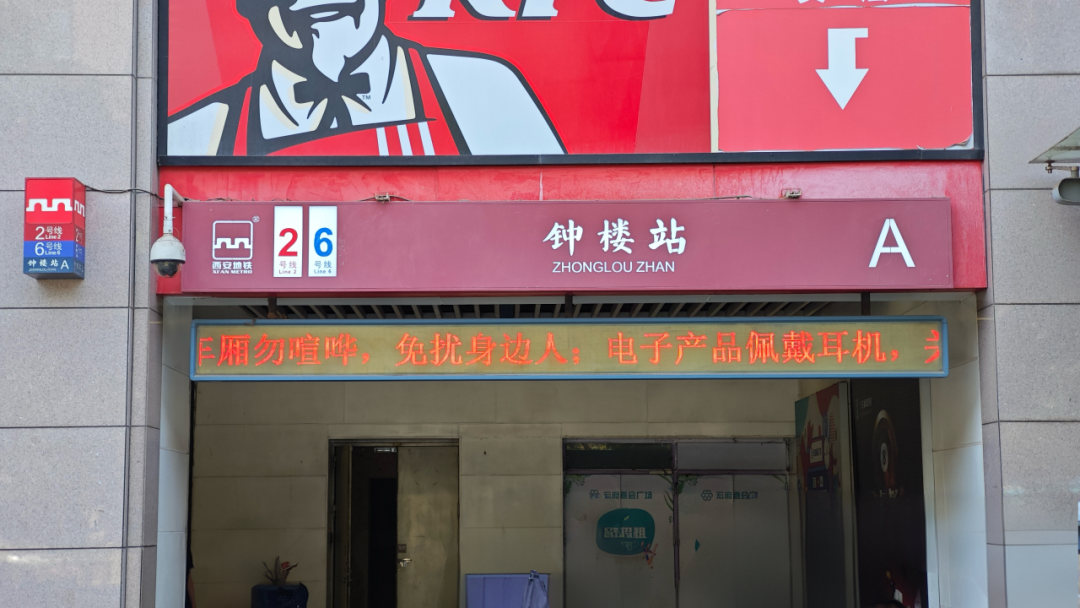 KFC
TM
2号线
Line 2
6号线
Line 6
钟楼站 A
西安地铁
XI'AN METRO
®
2
号线
Line 2
6
号线
Line 6
钟楼站
ZHONGLOU ZHAN
A
车厢勿喧哗，免扰身边人；电子产品佩戴耳机，